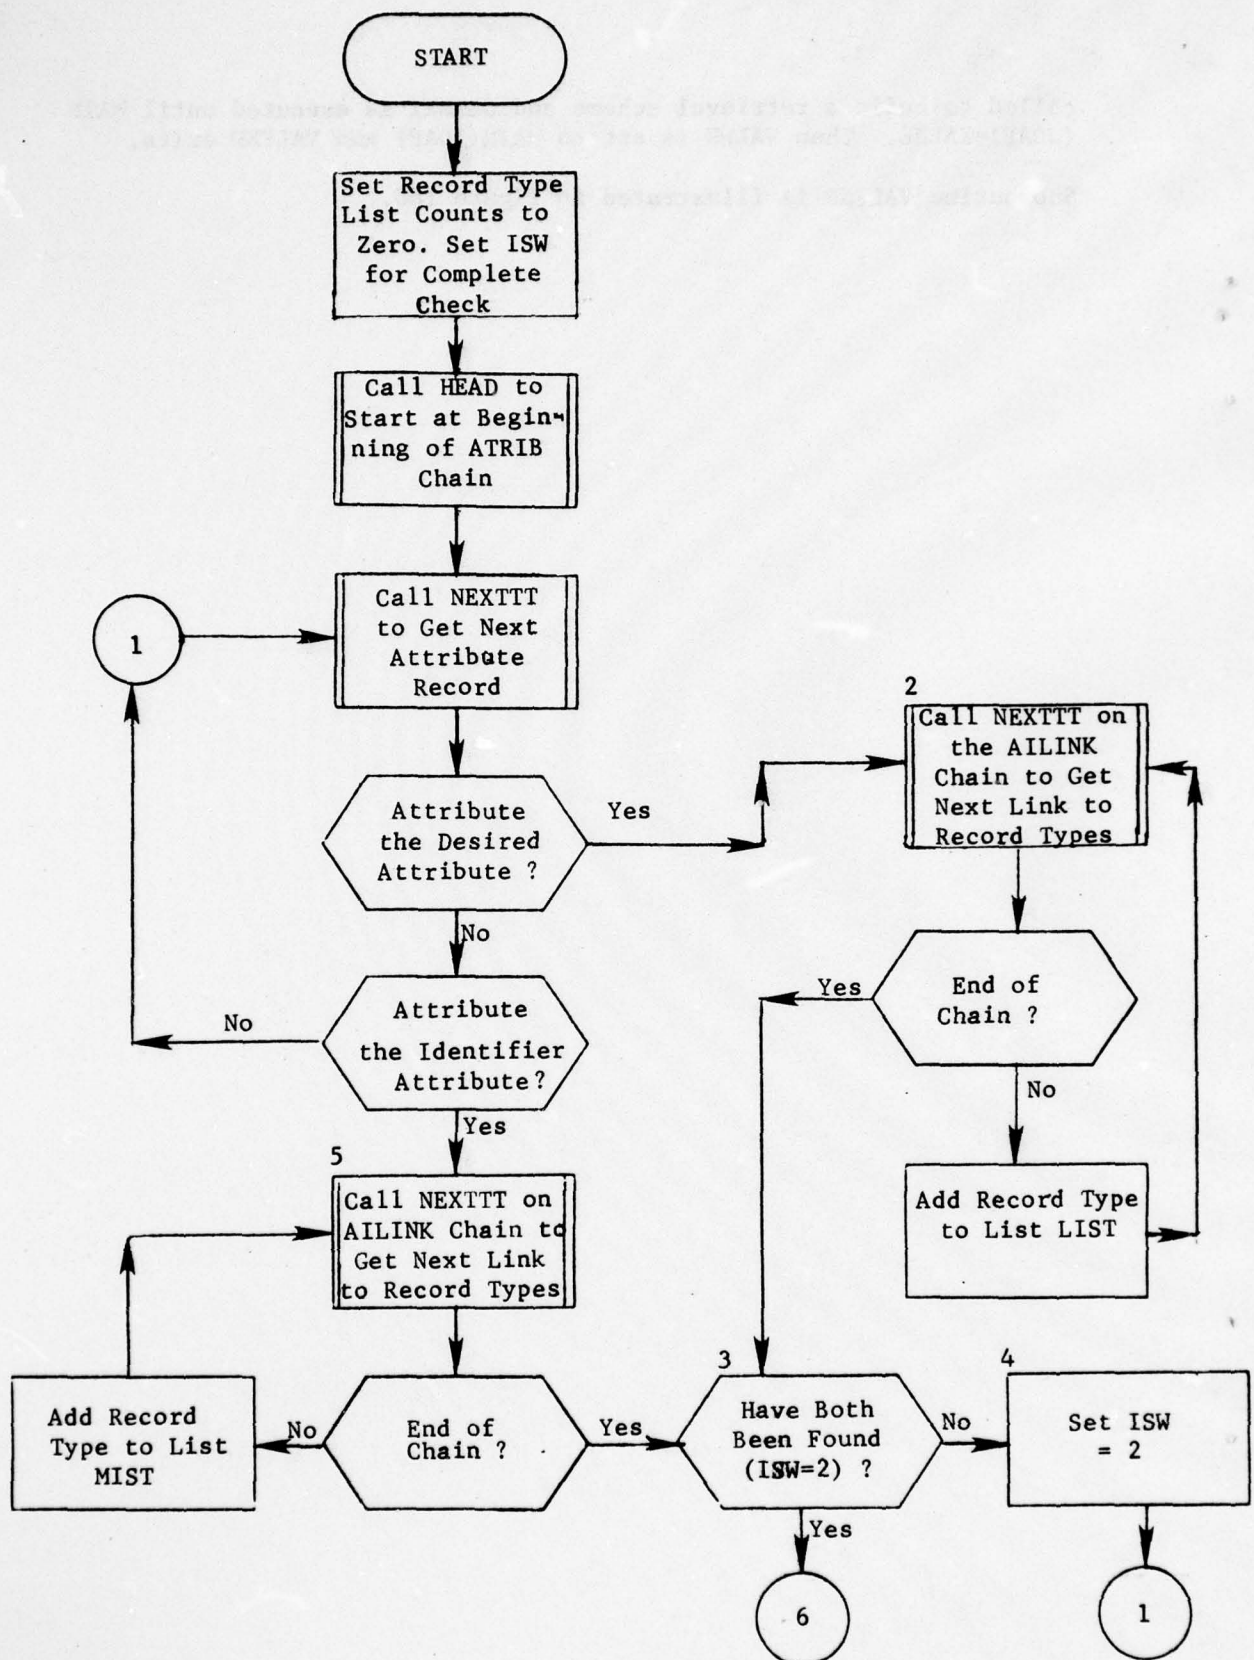 START
Set Record Type
List Counts to
Zero. Set ISW
for Complete
Check
Call HEAD to
Start at Begin-
ning of ATRIB
Chain
1
Call NEXTTT
to Get Next
Attribute
Record
Attribute
the Desired
Attribute ?
Yes
No
2
Call NEXTTT on
the AILINK
Chain to Get
Next Link to
Record Types
End of
Chain ?
Yes
No
Add Record Type
to List LIST
Attribute
the Identifier
Attribute?
No
Yes
5
Call NEXTTT on
AILINK Chain to
Get Next Link
to Record Types
End of
Chain ?
No
Yes
Add Record
Type to List
MIST
3
Have Both
Been Found
(ISW=2) ?
No
Yes
4
Set ISW
= 2
6
1